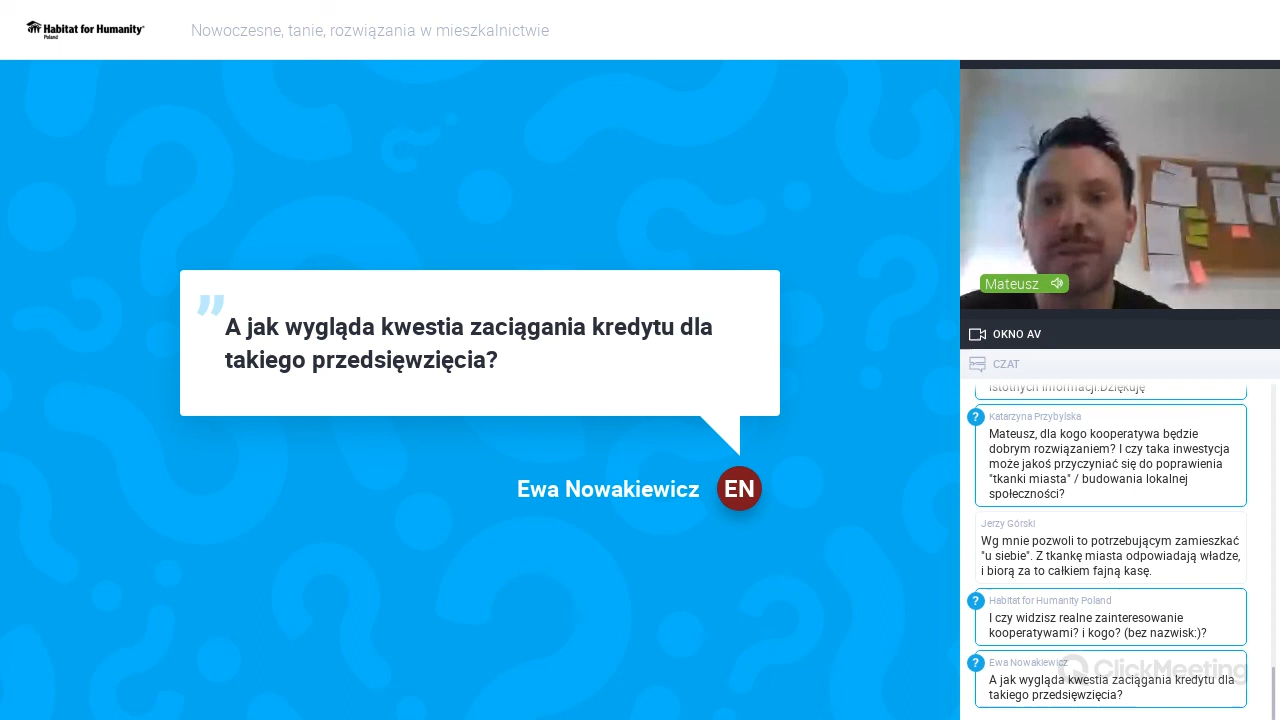 Habitat for Humanity®
Poland
Nowoczesne, tanie, rozwiązania w mieszkalnictwie
”
A jak wygląda kwestia zaciągania kredytu dla
takiego przedsięwzięcia?
Ewa Nowakiewicz
EN
Mateusz
OKNO AV
CZAT
istotnych informacji.Dziękuję
?
Katarzyna Przybylska
Mateusz, dla kogo kooperatywa będzie
dobrym rozwiązaniem? I czy taka inwestycja
może jakoś przyczyniać się do poprawienia
"tkanki miasta" / budowania lokalnej
społeczności?
Jerzy Górski
Wg mnie pozwoli to potrzebującym zamieszkać
"u siebie". Z tkankę miasta odpowiadają władze,
i biorą za to całkiem fajną kasę.
?
Habitat for Humanity Poland
I czy widzisz realne zainteresowanie
kooperatywami? i kogo? (bez nazwisk:)?
?
Ewa Nowakiewicz
ClickMeeting
A jak wygląda kwestia zaciągania kredytu dla
takiego przedsięwzięcia?